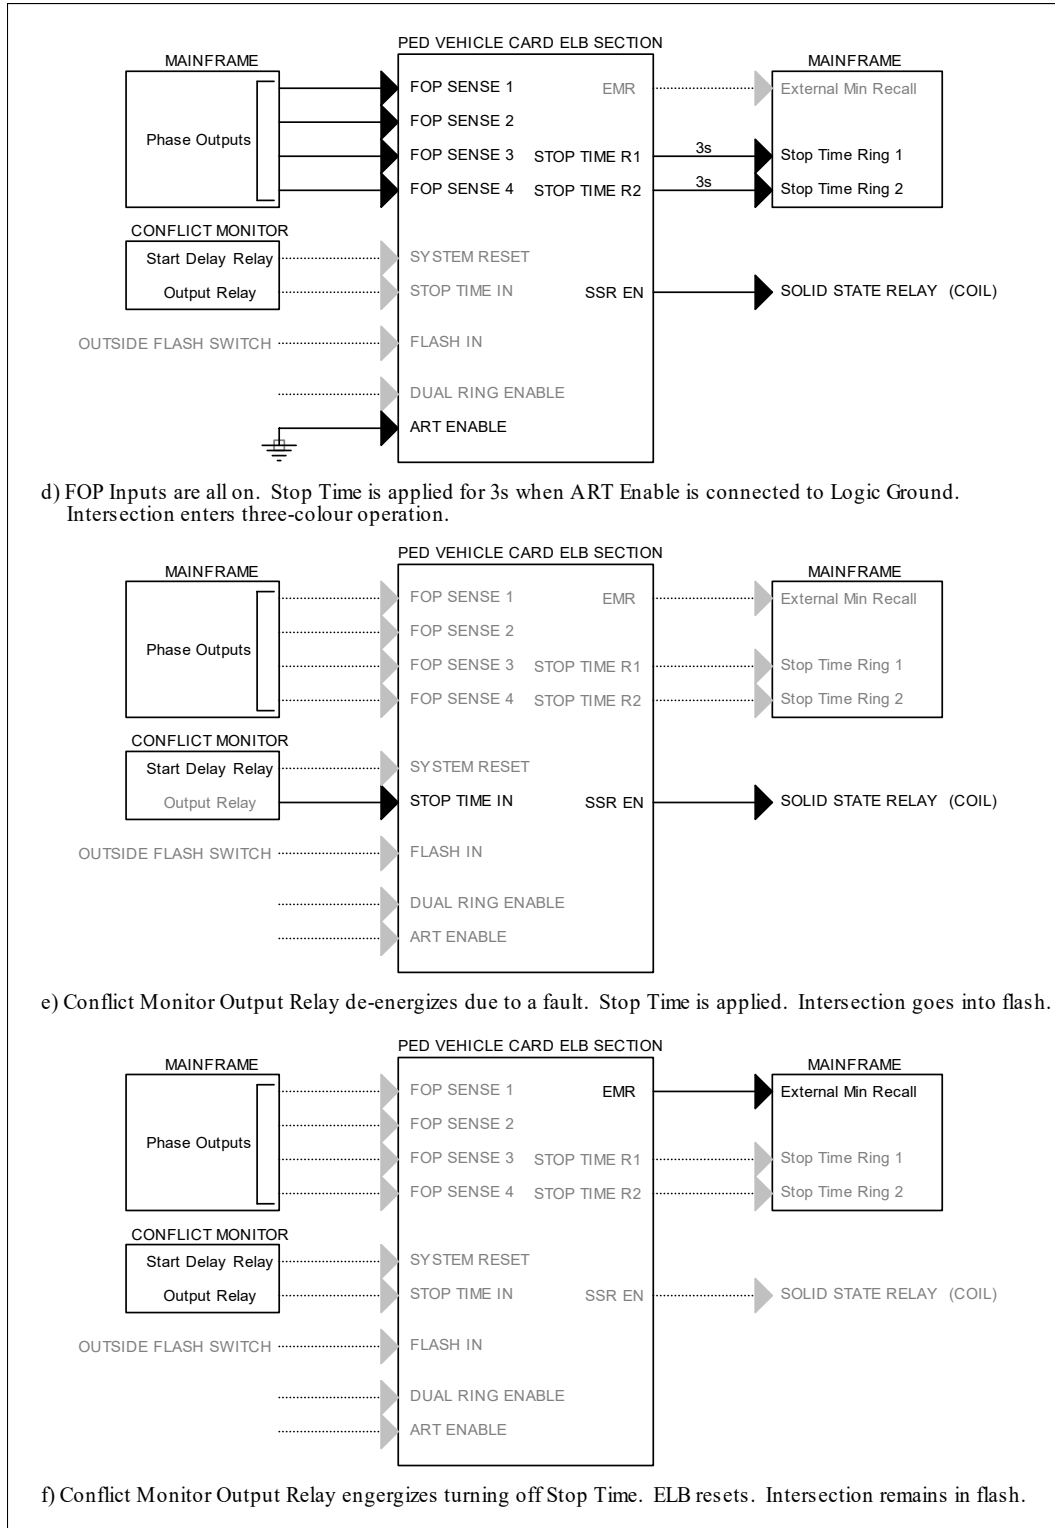 PED VEHICLE CARD ELB SECTION
MAINFRAME MAINFRAME
FOP SENSE 1 EMR External Min Recall
FOP SENSE 2
Phase Outputs
FOP SENSE 3 STOP TIME R1 3s Stop Time Ring 1
FOP SENSE 4 STOP TIME R2 3s Stop Time Ring 2
CONFLICT MONITOR
Start Delay Relay SYSTEM RESET
Output Relay STOP TIME IN SSR EN SOLID STATE RELAY (COIL)
OUTSIDE FLASH SWITCH FLASH IN
DUAL RING ENABLE
ART ENABLE
d) FOP Inputs are all on. Stop Time is applied for 3s when ART Enable is connected to Logic Ground.
Intersection enters three-colour operation.
PED VEHICLE CARD ELB SECTION
MAINFRAME MAINFRAME
FOP SENSE 1 EMR External Min Recall
FOP SENSE 2
Phase Outputs
FOP SENSE 3 STOP TIME R1 Stop Time Ring 1
FOP SENSE 4 STOP TIME R2 Stop Time Ring 2
CONFLICT MONITOR
Start Delay Relay SYSTEM RESET
Output Relay STOP TIME IN SSR EN SOLID STATE RELAY (COIL)
OUTSIDE FLASH SWITCH FLASH IN
DUAL RING ENABLE
ART ENABLE
e) Conflict Monitor Output Relay de-energizes due to a fault. Stop Time is applied. Intersection goes into flash.
PED VEHICLE CARD ELB SECTION
MAINFRAME MAINFRAME
FOP SENSE 1 EMR External Min Recall
FOP SENSE 2
Phase Outputs
FOP SENSE 3 STOP TIME R1 Stop Time Ring 1
FOP SENSE 4 STOP TIME R2 Stop Time Ring 2
CONFLICT MONITOR
Start Delay Relay SYSTEM RESET
Output Relay STOP TIME IN SSR EN SOLID STATE RELAY (COIL)
OUTSIDE FLASH SWITCH FLASH IN
DUAL RING ENABLE
ART ENABLE
f) Conflict Monitor Output Relay engergizes turning off Stop Time. ELB resets. Intersection remains in flash.